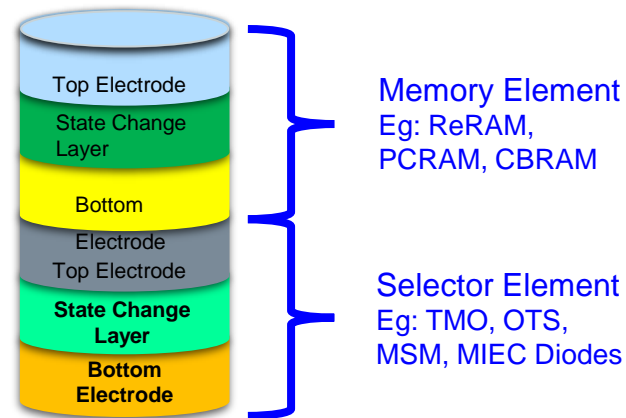 Top Electrode
State Change
Layer
Bottom
Electrode
Top Electrode
State Change
Layer
Bottom
Electrode
Memory Element
Eg: ReRAM,
PCRAM, CBRAM
Selector Element
Eg: TMO, OTS,
MSM, MIEC Diodes